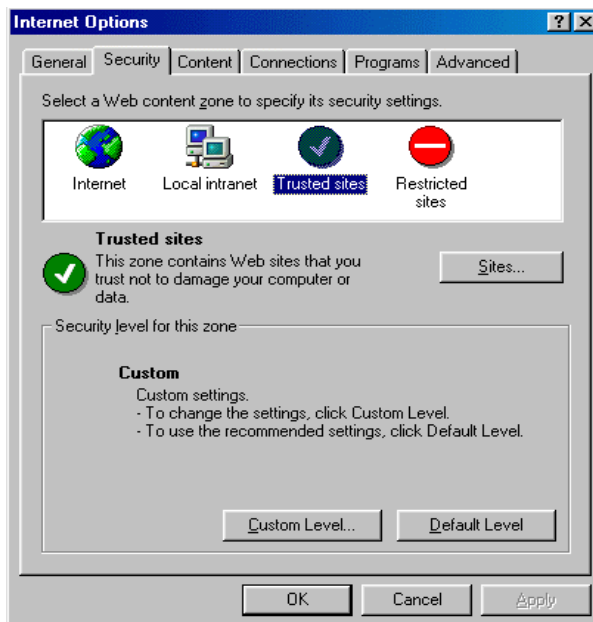 Internet Options
General Security Content Connections Programs Advanced
Select a Web content zone to specify its security settings.
Internet Local intranet Trusted sites Restricted
sites
Trusted sites
This zone contains Web sites that you
trust not to damage your computer or
data.
Sites...
Security level for this zone
Custom
Custom settings.
- To change the settings, click Custom Level.
- To use the recommended settings, click Default Level.
Custom Level... Default Level
OK Cancel Apply